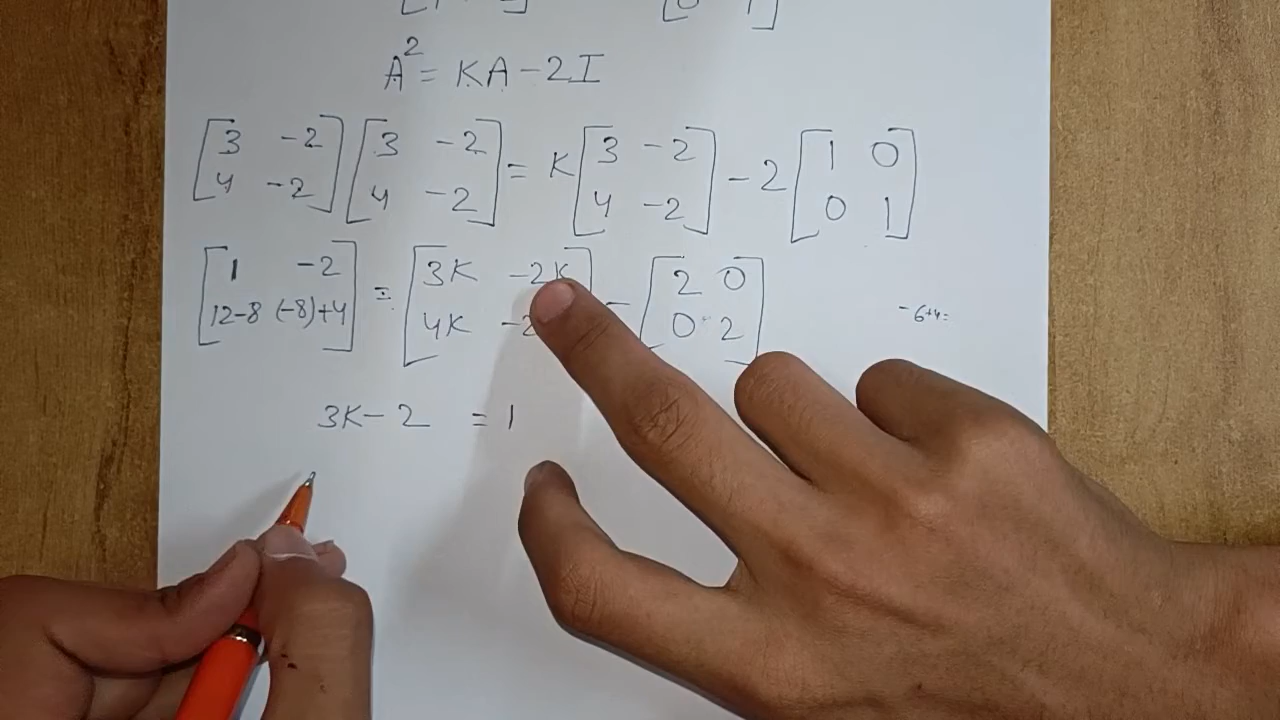 A² = KA - 2I
[3 -2 4 -2] [3 -2 4 -2] = K [3 -2 4 -2] - 2 [1 0 0 1]
[1 -2 12-8 (-8)+4] = [3K -2K 4K -2] - [2 0 0 2]
-6+4=
3K - 2 = 1